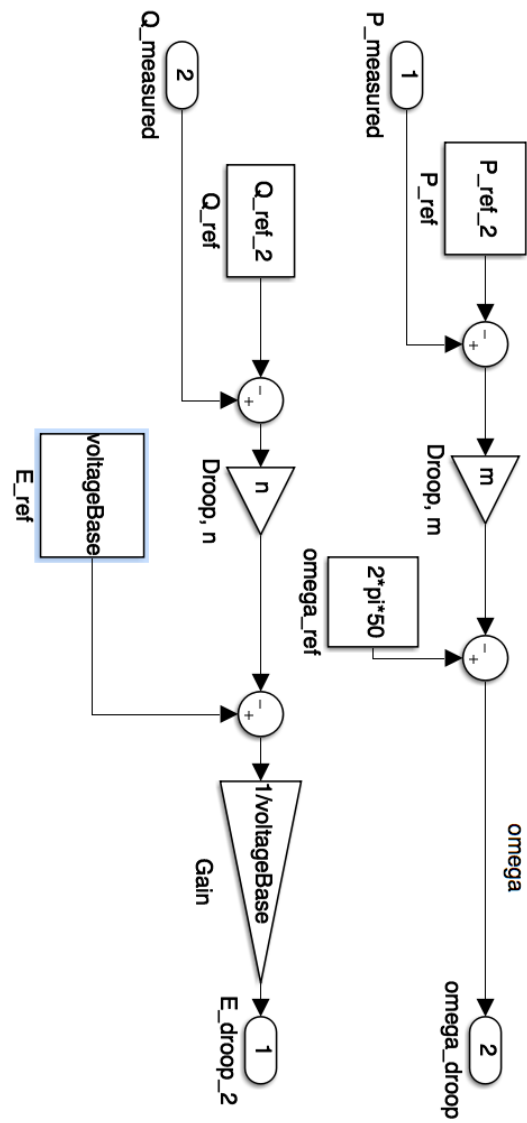 1
P_measured
P_ref_2
P_ref
−
+
m
Droop, m
2*pi*50
omega_ref
−
+
omega
2
omega_droop
2
Q_measured
Q_ref_2
Q_ref
−
+
n
Droop, n
voltageBase
E_ref
−
+
1/voltageBase
Gain
1
E_droop_2